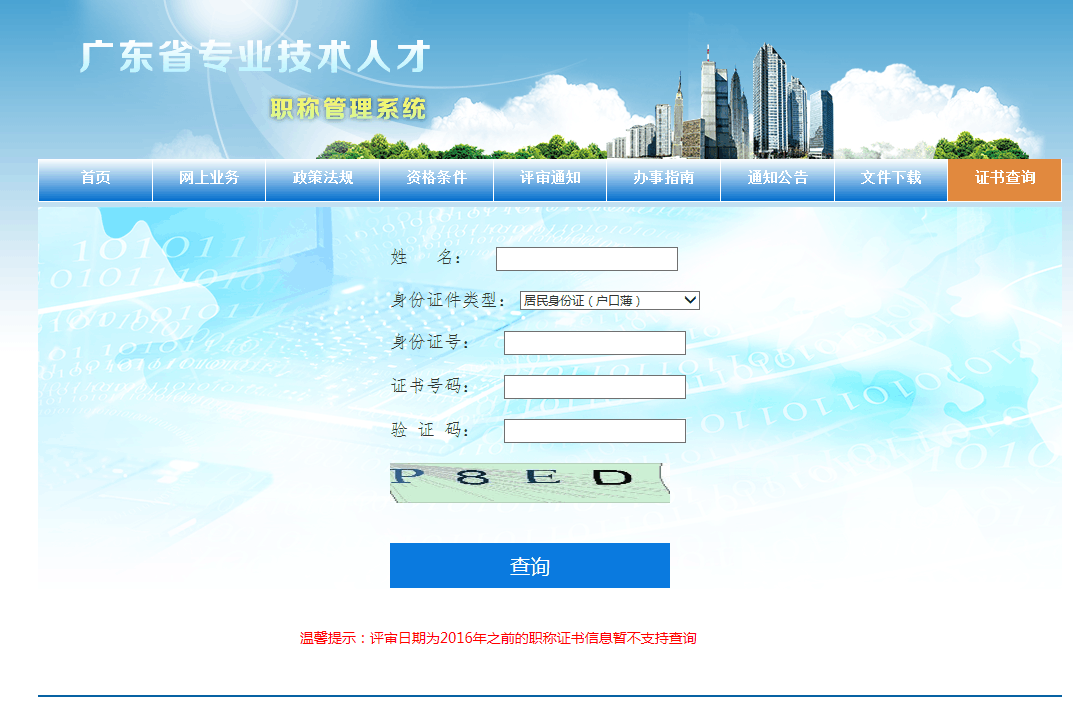 广东省专业技术人才
职称管理系统
首页 网上业务 政策法规 资格条件 评审通知 办事指南 通知公告 文件下载 证书查询
姓 名：
身份证件类型： 居民身份证（户口薄）
身份证号：
证书号码：
验 证 码：
P 8 E D
查询
温馨提示：评审日期为2016年之前的职称证书信息暂不支持查询